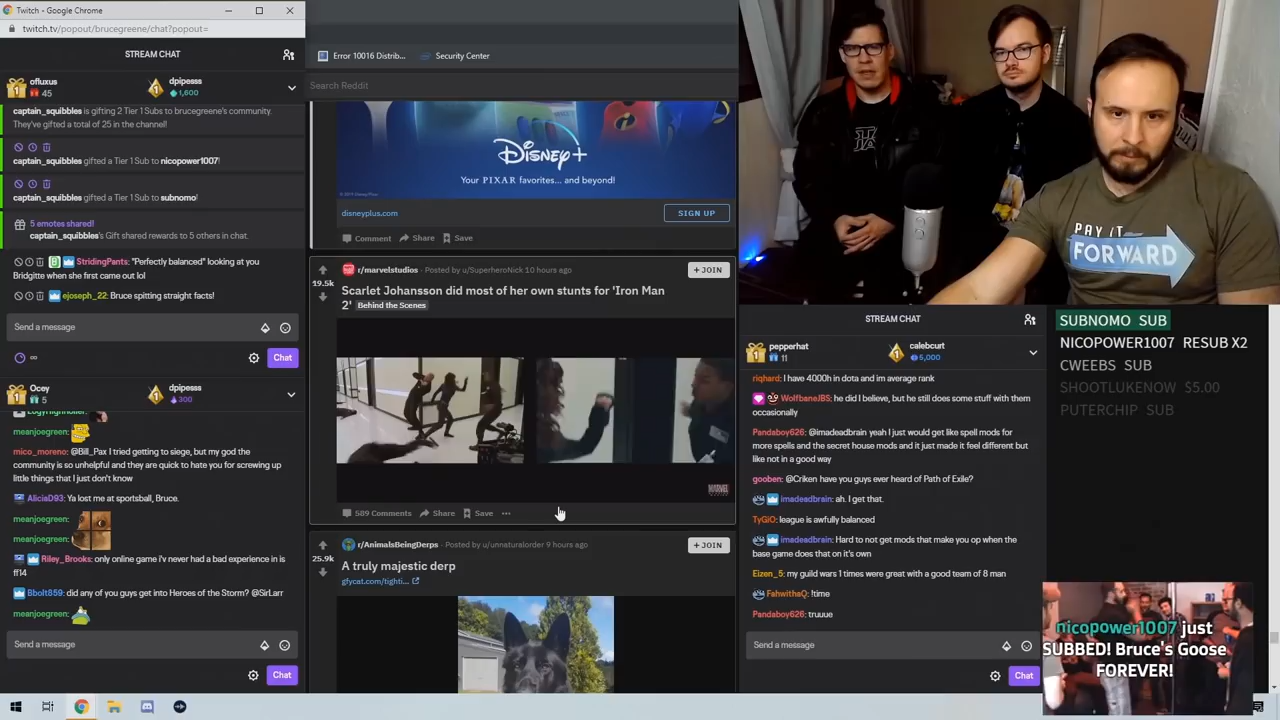 Twitch - Google Chrome
twitch.tv/popout/brucegreene/chat?popout=
STREAM CHAT
ofluxus
45
dpipesss
1,600
captain_squibbles is gifting 2 Tier 1 Subs to brucegreene's community.
They've gifted a total of 25 in the channel!
captain_squibbles gifted a Tier 1 Sub to nicopower1007!
captain_squibbles gifted a Tier 1 Sub to subnomo!
5 emotes shared!
captain_squibbles's Gift shared rewards to 5 others in chat.
StridingPants: "Perfectly balanced" looking at you
Bridgitte when she first came out lol
ejoseph_22: Bruce spitting straight facts!
Send a message
∞
Chat
Ocey
5
dpipesss
300
meanjoegreen:
mico_moreno: @Bill_Pax I tried getting to siege, but my god the
community is so unhelpful and they are quick to hate you for screwing up
little things that I just don't know
AliciaD93: Ya lost me at sportsball, Bruce.
meanjoegreen:
meanjoegreen:
Riley_Brooks: only online game i'v never had a bad experience in is
ff14
Bbolt859: did any of you guys get into Heroes of the Storm? @SirLarr
meanjoegreen:
Send a message
Chat
Error 10016 Distrib...
Security Center
Search Reddit
Disney+
Your PIXAR favorites... and beyond!
disneyplus.com
SIGN UP
Comment
Share
Save
r/marvelstudios · Posted by u/SuperheroNick 10 hours ago
+ JOIN
19.5k
Scarlet Johansson did most of her own stunts for 'Iron Man
2' Behind the Scenes
MARVEL
589 Comments
Share
Save
r/AnimalsBeingDerps · Posted by u/unnaturalorder 9 hours ago
+ JOIN
25.9k
A truly majestic derp
gfycat.com/tighti...
PAY IT
FORWARD
STREAM CHAT
pepperhat
11
calebcurt
5,000
riqhard: I have 4000h in dota and im average rank
WolfbaneJBS: he did I believe, but he still does some stuff with them
occasionally
Pandaboy626: @imadeadbrain yeah I just would get like spell mods for
more spells and the secret house mods and it just made it feel different but
like not in a good way
gooben: @Criken have you guys ever heard of Path of Exile?
imadeadbrain: ah. I get that.
TyGiO: league is awfully balanced
imadeadbrain: Hard to not get mods that make you op when the
base game does that on it's own
Eizen_5: my guild wars 1 times were great with a good team of 8 man
FahwithaQ: !time
Pandaboy626: truuue
Send a message
Chat
SUBNOMO SUB
NICOPOWER1007 RESUB X2
CWEEBS SUB
SHOOTLUKENOW $5.00
PUTERCHIP SUB
nicopower1007 just
SUBBED! Bruce's Goose
FOREVER!